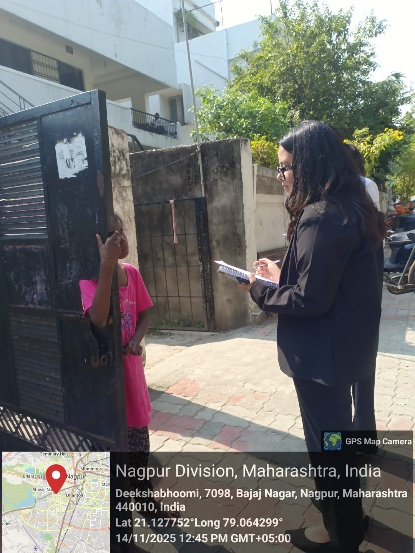 GPS Map Camera
Nagpur Division, Maharashtra, India
Deekshabhoomi, 7098, Bajaj Nagar, Nagpur, Maharashtra
440010, India
Lat 21.127752° Long 79.064299°
14/11/2025 12:45 PM GMT+05:00